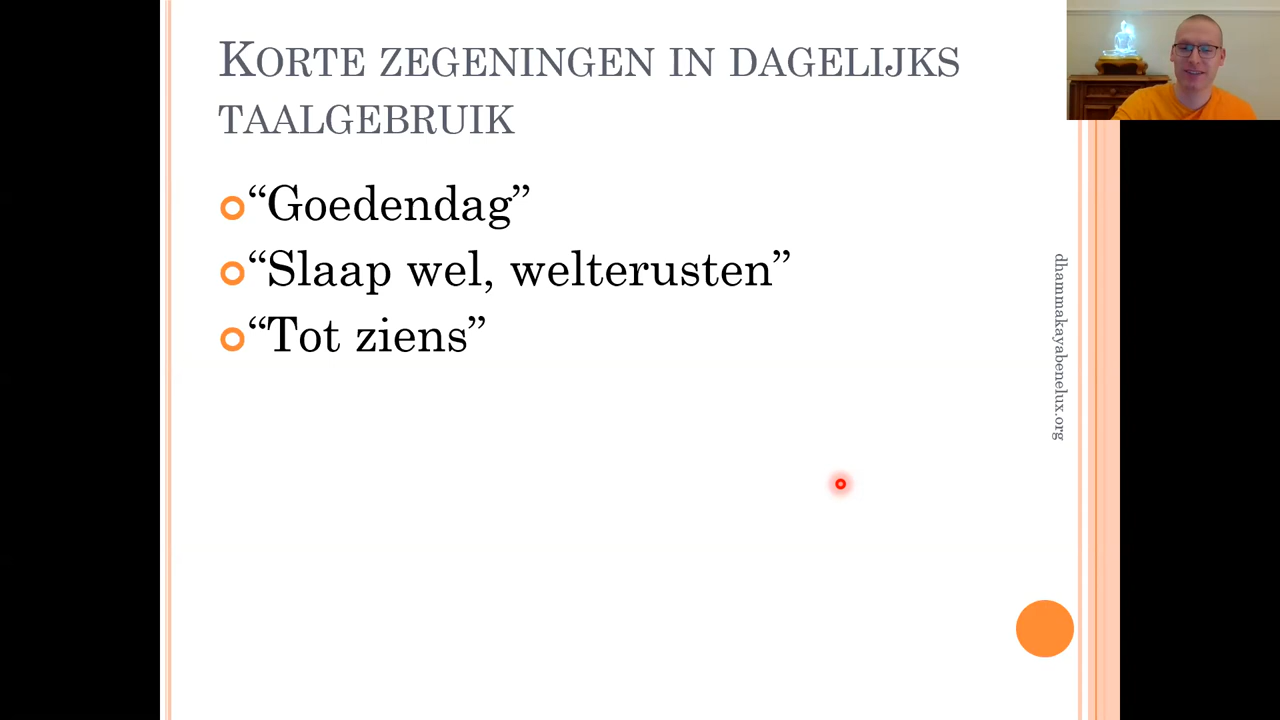 KORTE ZEGENINGEN IN DAGELIJKS
TAALGEBRUIK
“Goedendag”
“Slaap wel, welterusten”
“Tot ziens”
dhammakayabenelux.org